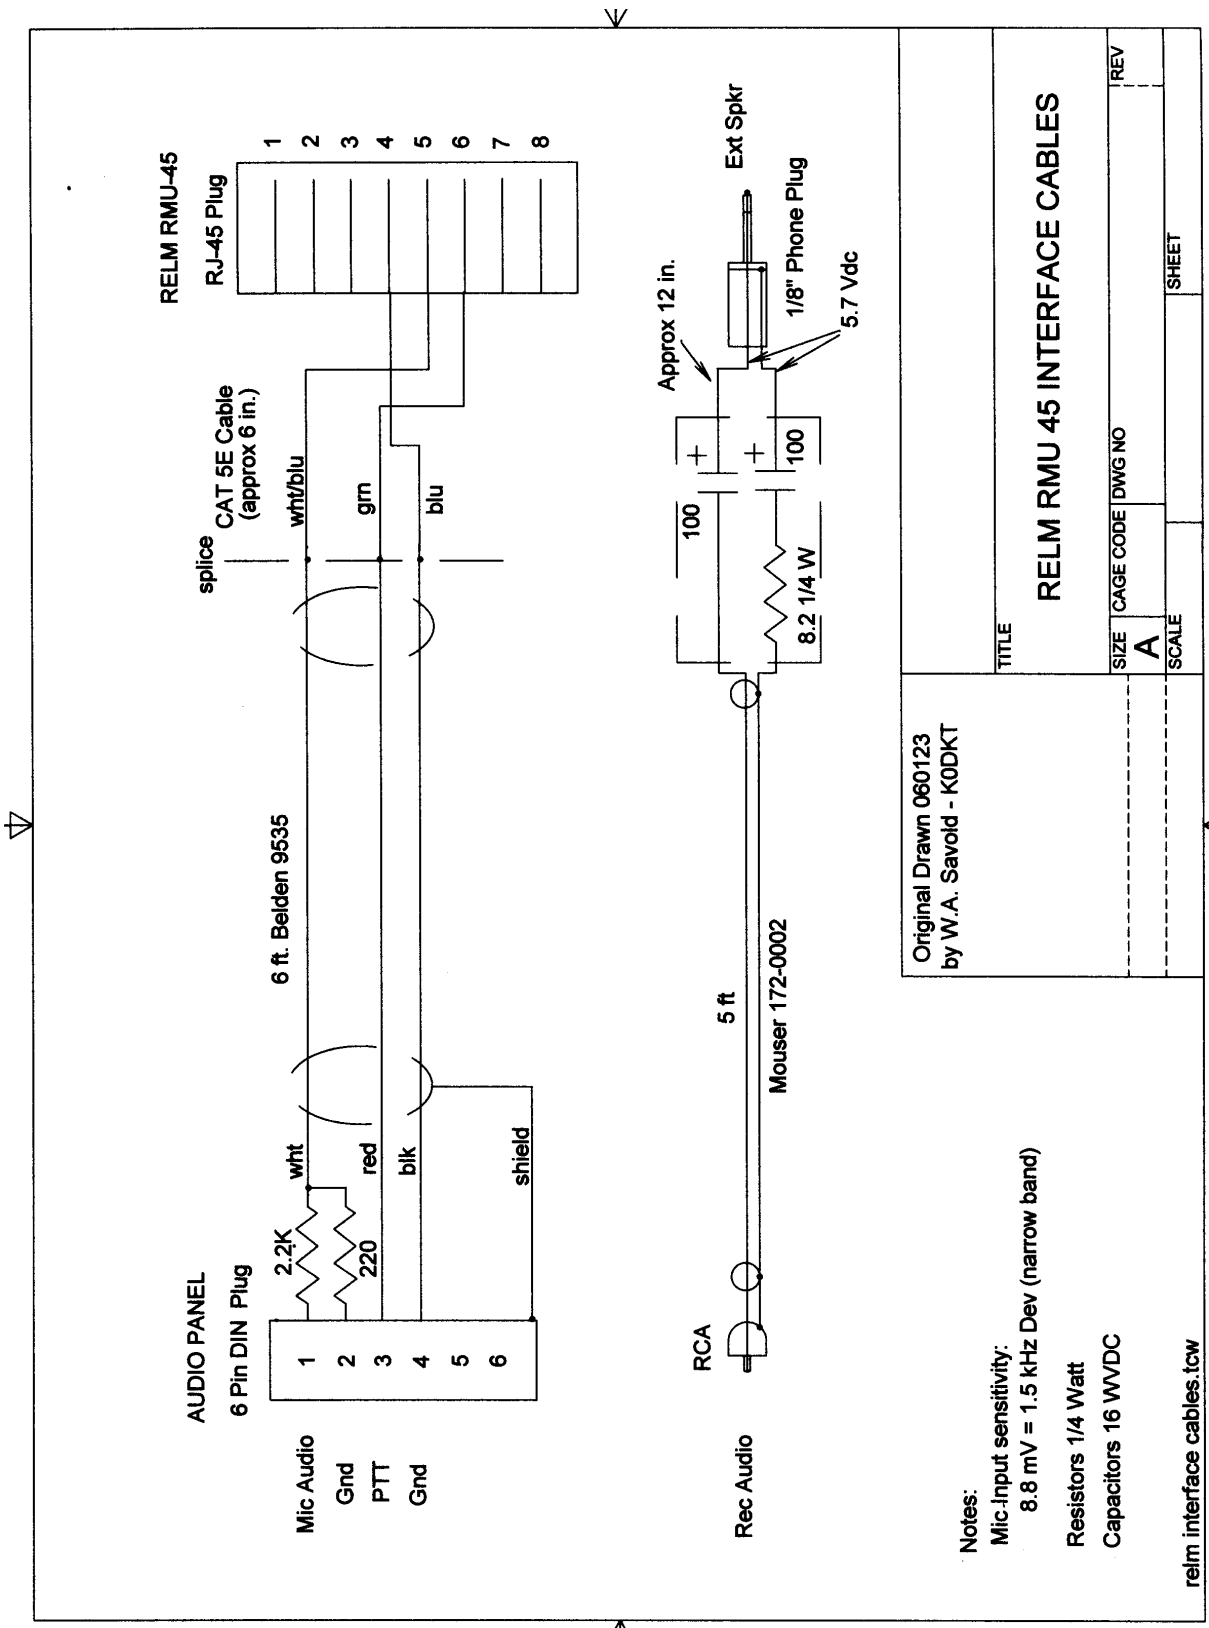 RELM RMU-45
RJ-45 Plug
1
2
3
4
5
6
7
8
CAT 5E Cable
(approx 6 in.)
splice
wht/blu
grn
blu
6 ft. Belden 9535
AUDIO PANEL
6 Pin DIN Plug
1
2
3
4
5
6
Mic Audio
Gnd
PTT
Gnd
2.2K
220
wht
red
blk
shield
Rec Audio
RCA
5 ft
Mouser 172-0002
100
+
+
100
8.2 1/4 W
Approx 12 in.
Ext Spkr
1/8" Phone Plug
5.7 Vdc
Notes:
Mic Input sensitivity:
8.8 mV = 1.5 kHz Dev (narrow band)
Resistors 1/4 Watt
Capacitors 16 WVDC
relm interface cables.tcw
Original Drawn 060123
by W.A. Savold - K0DKT
TITLE
RELM RMU 45 INTERFACE CABLES
SIZE
A
CAGE CODE
DWG NO
REV
SCALE
SHEET